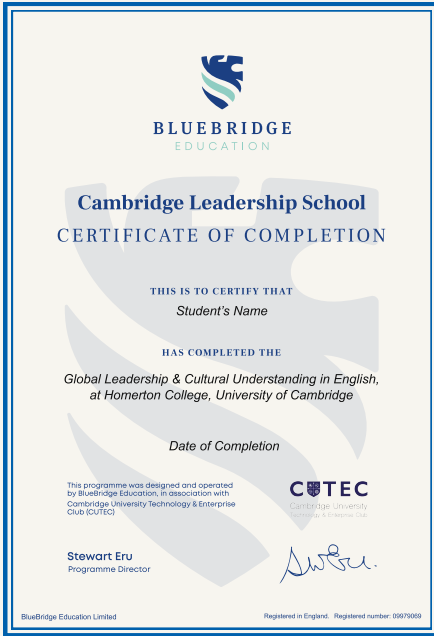 BLUEBRIDGE
EDUCATION
Cambridge Leadership School
CERTIFICATE OF COMPLETION
THIS IS TO CERTIFY THAT
Student's Name
HAS COMPLETED THE
Global Leadership & Cultural Understanding in English,
at Homerton College, University of Cambridge
Date of Completion
This programme was designed and operated
by BlueBridge Education, in association with
Cambridge University Technology & Enterprise
Club (CUTEC)
CUTEC
Cambridge University
Technology & Enterprise Club
Stewart Eru
Programme Director
BlueBridge Education Limited
Registered in England. Registered number: 09979069